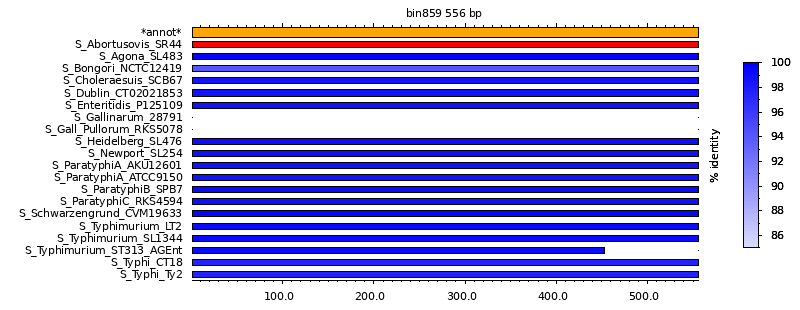 bin859 556 bp
*annot*
S_Abortusovis_SR44
S_Agona_SL483
S_Bongori_NCTC12419
S_Choleraesuis_SCB67
S_Dublin_CT02021853
S_Enteritidis_P125109
S_Gallinarum_28791
S_Gall_Pullorum_RKS5078
S_Heidelberg_SL476
S_Newport_SL254
S_ParatyphiA_AKU12601
S_ParatyphiA_ATCC9150
S_ParatyphiB_SPB7
S_ParatyphiC_RKS4594
S_Schwarzengrund_CVM19633
S_Typhimurium_LT2
S_Typhimurium_SL1344
S_Typhimurium_ST313_AGEnt
S_Typhi_CT18
S_Typhi_Ty2
100.0 200.0 300.0 400.0 500.0
% identity
100
98
96
94
92
90
88
86